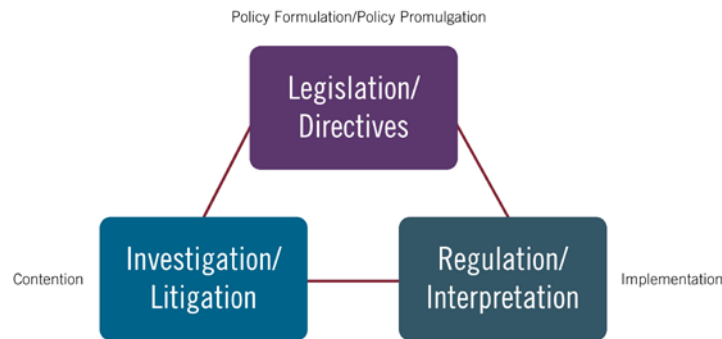 Policy Formulation/Policy Promulgation
Legislation/
Directives
Contention
Investigation/
Litigation
Regulation/
Interpretation
Implementation